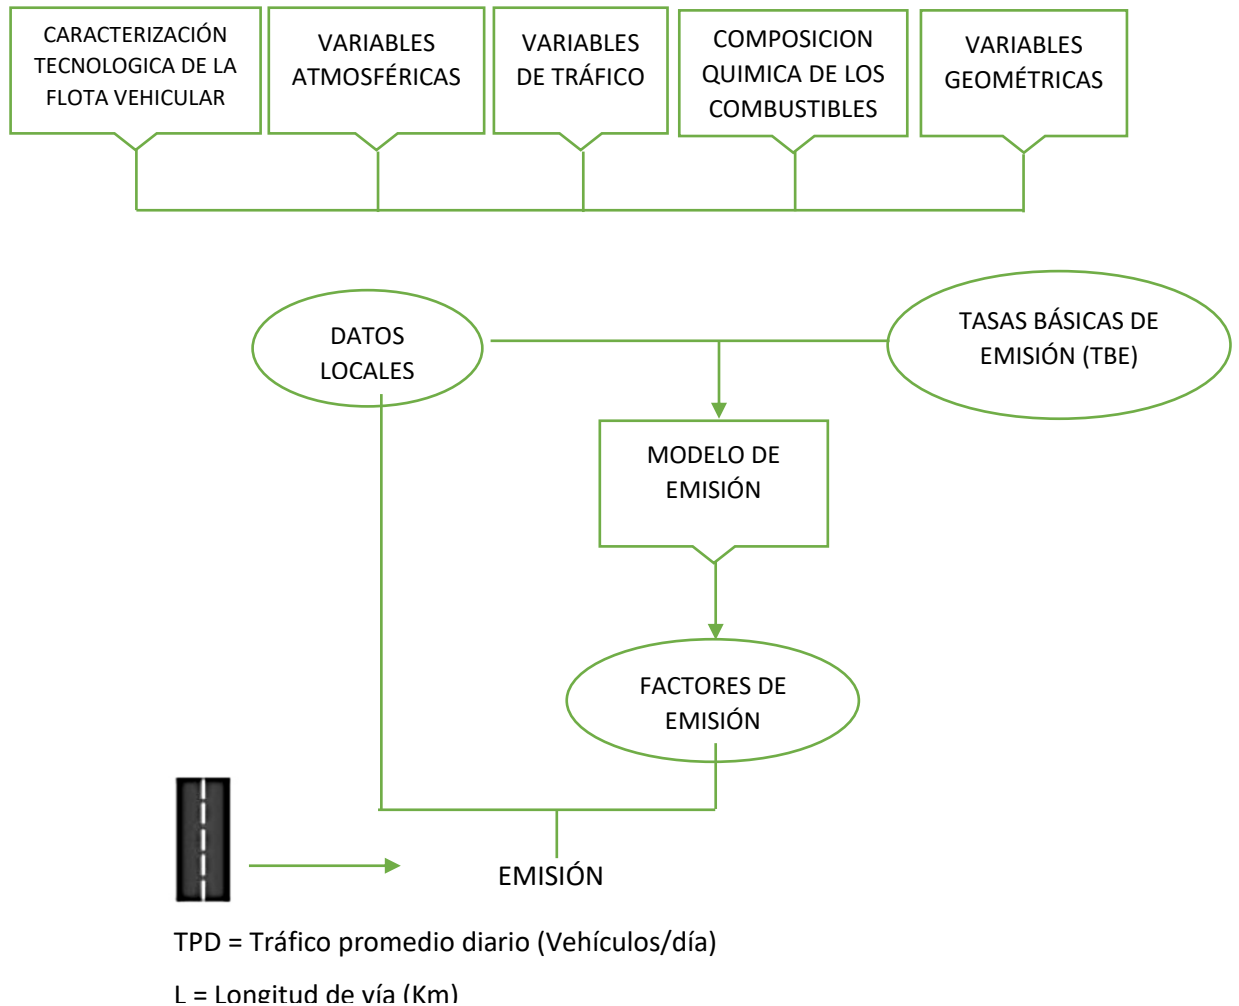 CARACTERIZACIÓN
TECNOLOGICA DE LA
FLOTA VEHICULAR
VARIABLES
ATMOSFÉRICAS
VARIABLES
DE TRÁFICO
COMPOSICION
QUIMICA DE LOS
COMBUSTIBLES
VARIABLES
GEOMÉTRICAS
DATOS
LOCALES
TASAS BÁSICAS DE
EMISIÓN (TBE)
MODELO DE
EMISIÓN
FACTORES DE
EMISIÓN
EMISIÓN
TPD = Tráfico promedio diario (Vehículos/día)
L = Longitud de vía (Km)